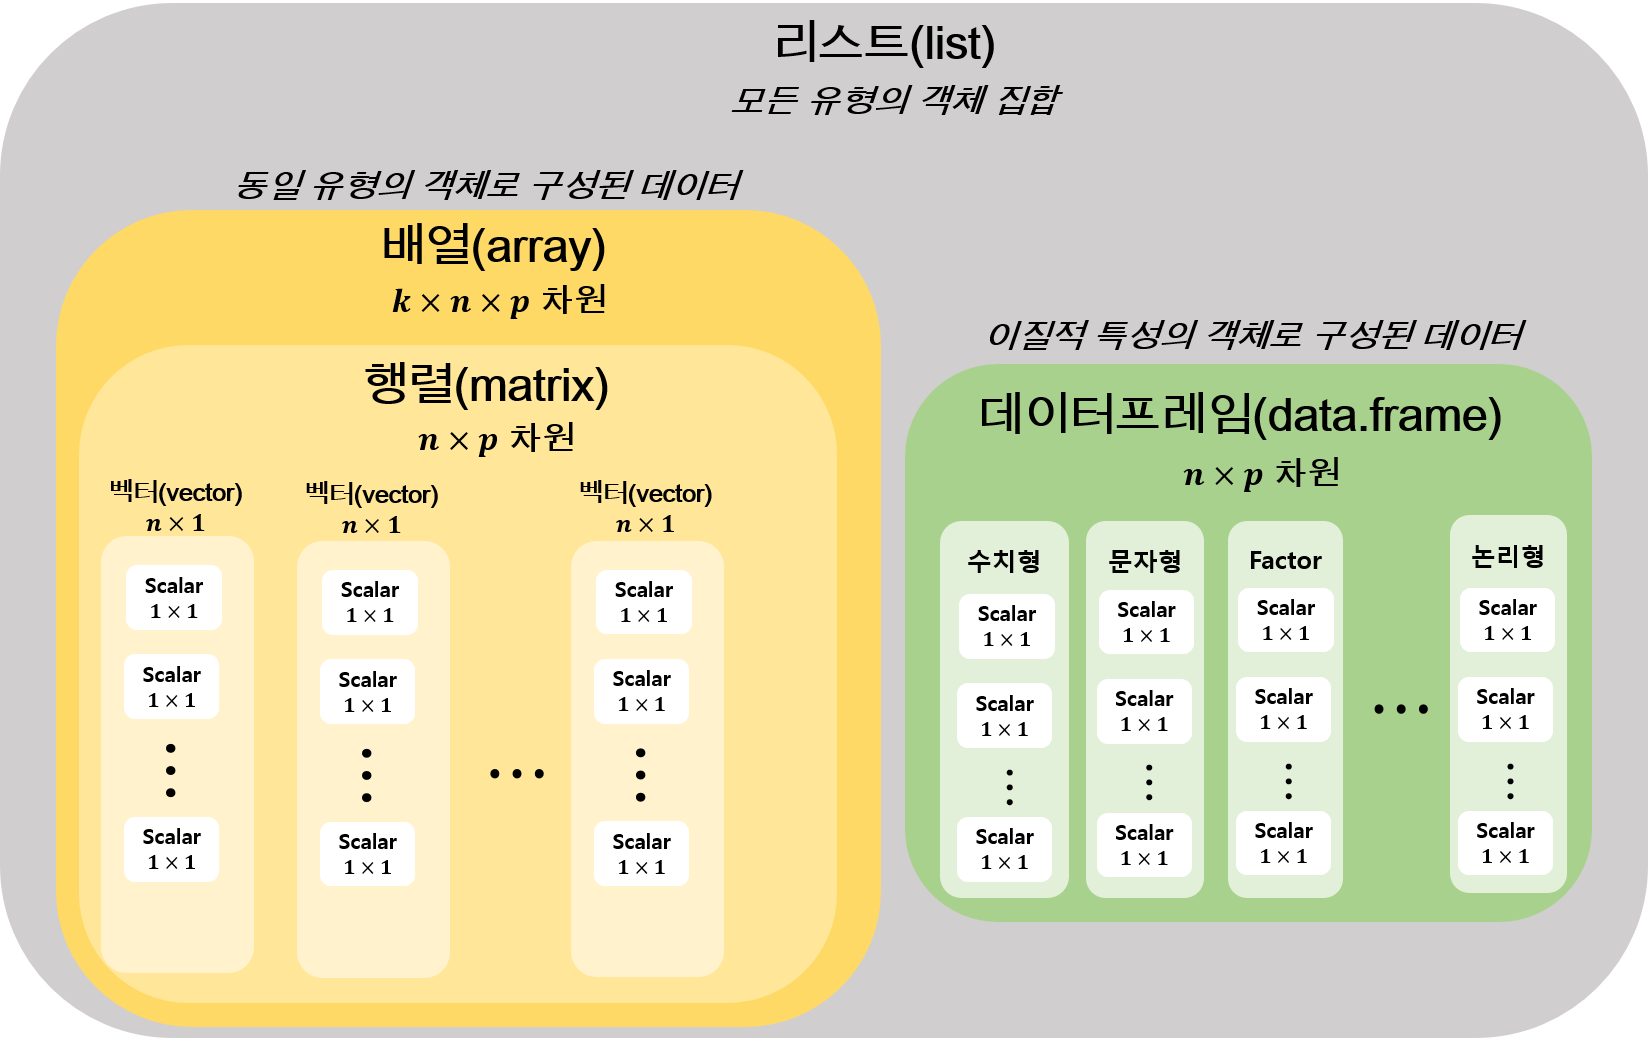 리스트(list)
모든 유형의 객체 집합
동일 유형의 객체로 구성된 데이터
배열(array)
k × n × p 차원
행렬(matrix)
n × p 차원
벡터(vector)
n × 1
Scalar
1 × 1
Scalar
1 × 1
⋮
Scalar
1 × 1
벡터(vector)
n × 1
Scalar
1 × 1
Scalar
1 × 1
⋮
Scalar
1 × 1
⋯
벡터(vector)
n × 1
Scalar
1 × 1
Scalar
1 × 1
⋮
Scalar
1 × 1
이질적 특성의 객체로 구성된 데이터
데이터프레임(data.frame)
n × p 차원
수치형
Scalar
1 × 1
Scalar
1 × 1
⋮
Scalar
1 × 1
문자형
Scalar
1 × 1
Scalar
1 × 1
⋮
Scalar
1 × 1
Factor
Scalar
1 × 1
Scalar
1 × 1
⋮
Scalar
1 × 1
⋯
논리형
Scalar
1 × 1
Scalar
1 × 1
⋮
Scalar
1 × 1